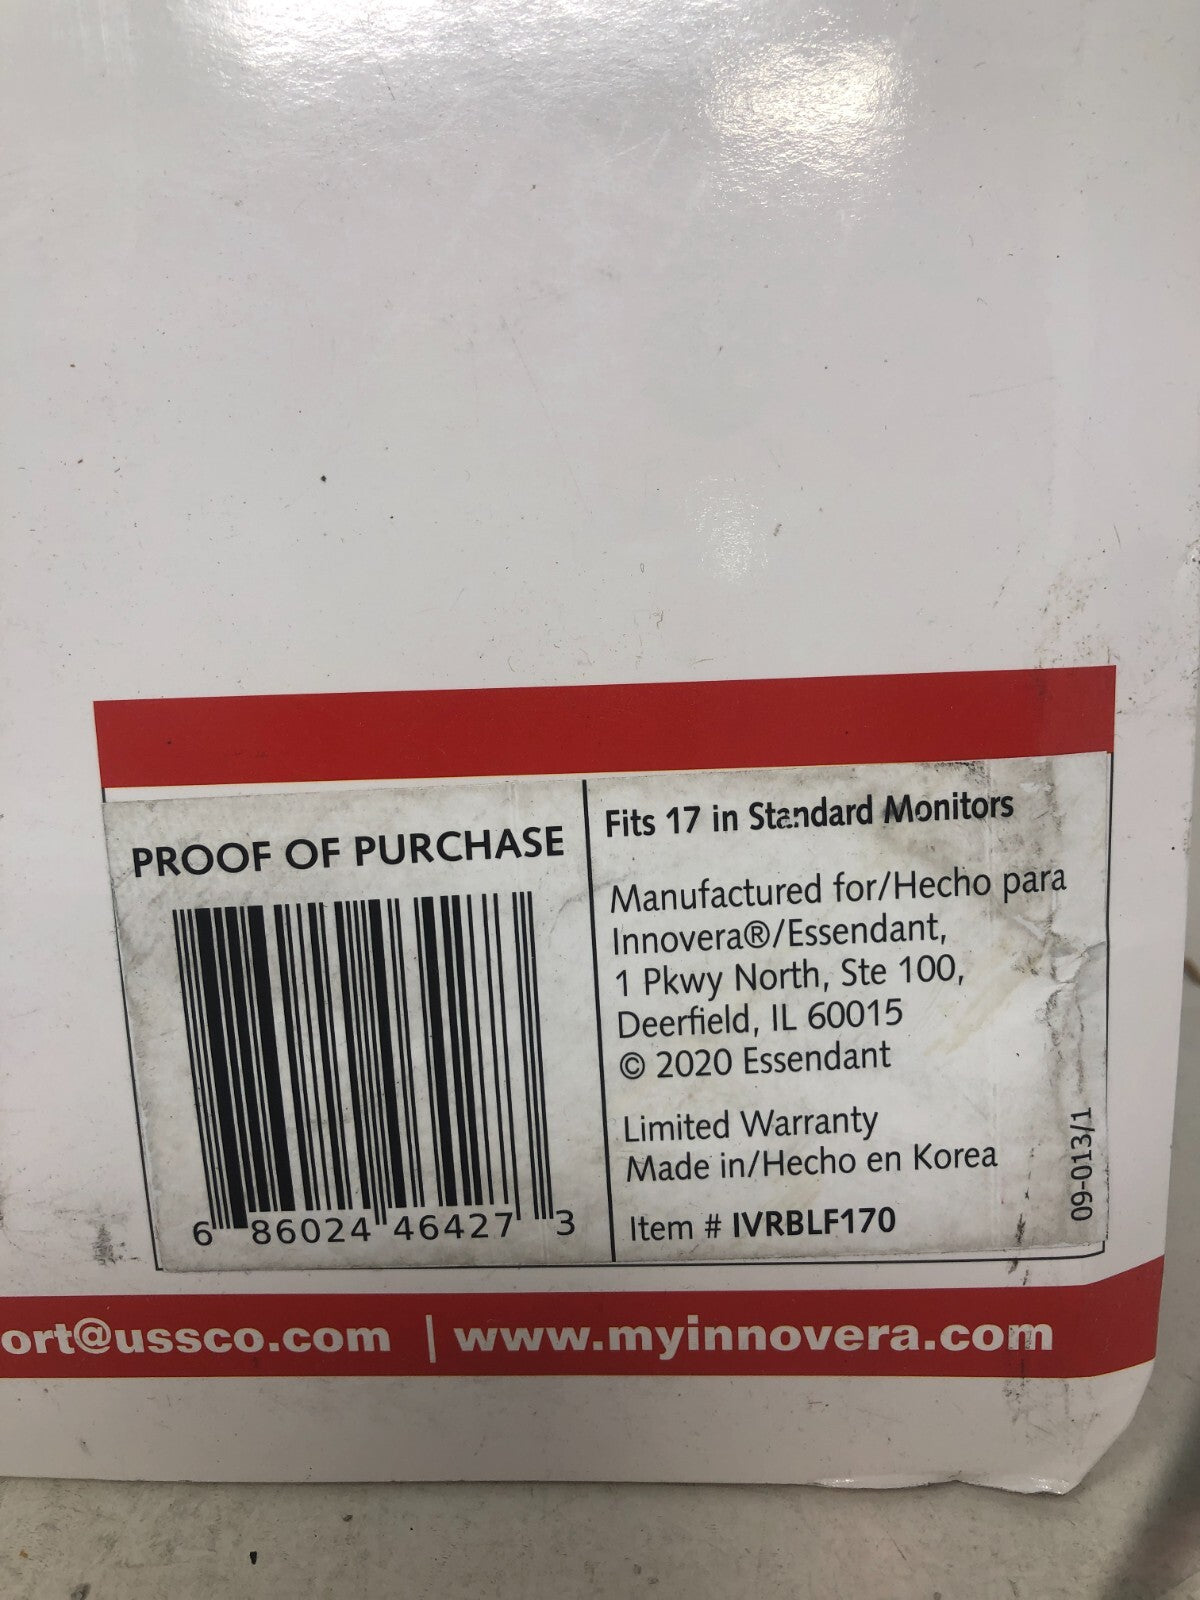 PROOF OF PURCHASE
6 86024 46427 3
Fits 17 in Standard Monitors
Manufactured for/Hecho para
Innovera®/Essendant,
1 Pkwy North, Ste 100,
Deerfield, IL 60015
© 2020 Essendant
Limited Warranty
Made in/Hecho en Korea
Item # IVRBLF170
09-013/1
ort@ussco.com | www.myinnovera.com